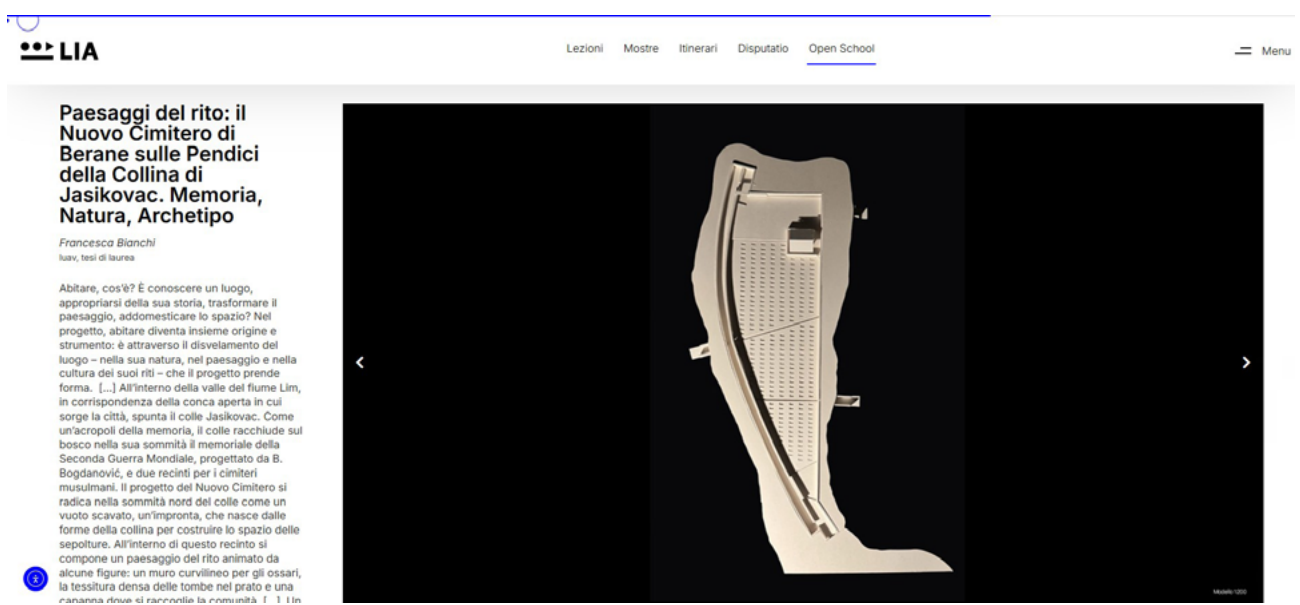 LIA
Lezioni Mostre Itinerari Disputatio Open School
Menu
Paesaggi del rito: il
Nuovo Cimitero di
Berane sulle Pendici
della Collina di
Jasikovac. Memoria,
Natura, Archetipo
Francesca Bianchi
Iuav, tesi di laurea
Abitare, cos'è? È conoscere un luogo,
appropriarsi della sua storia, trasformare il
paesaggio, addomesticare lo spazio? Nel
progetto, abitare diventa insieme origine e
strumento: è attraverso il disvelamento del
luogo – nella sua natura, nel paesaggio e nella
cultura dei suoi riti – che il progetto prende
forma. [...] All'interno della valle del fiume Lim,
in corrispondenza della conca aperta in cui
sorge la città, spunta il colle Jasikovac. Come
un'acropoli della memoria, il colle racchiude sul
bosco nella sua sommità il memoriale della
Seconda Guerra Mondiale, progettato da B.
Bogdanović, e due recinti per i cimiteri
musulmani. Il progetto del Nuovo Cimitero si
radica nella sommità nord del colle come un
vuoto scavato, un'impronta, che nasce dalle
forme della collina per costruire lo spazio delle
sepolture. All'interno di questo recinto si
compone un paesaggio del rito animato da
alcune figure: un muro curvilineo per gli ossari,
la tessitura densa delle tombe nel prato e una
capanna dove si raccoglie la comunità. [...] Un
Modello 1:200